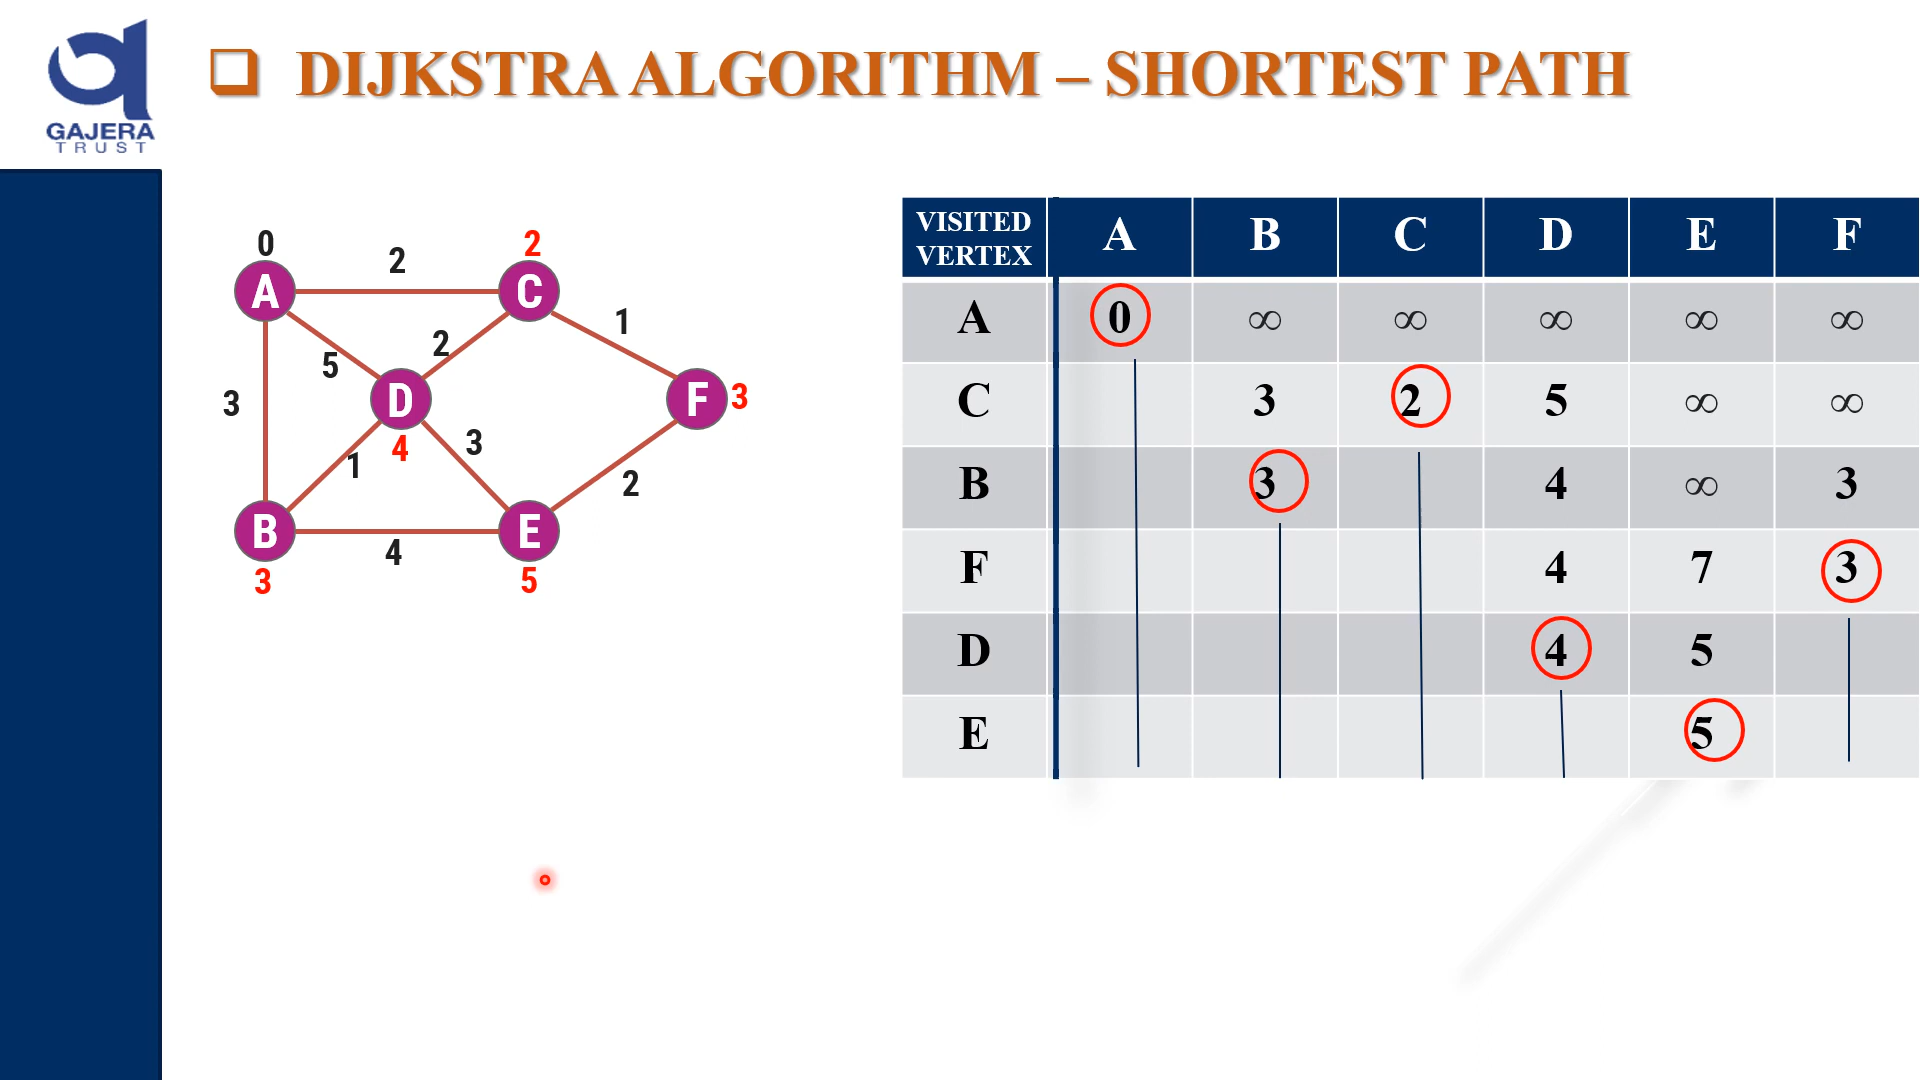 GAJERA
TRUST
❑ DIJKSTRA ALGORITHM – SHORTEST PATH
0
2
2
A
C
1
2
5
3
D
F
3
4
3
1
2
B
E
4
3
5
VISITED VERTEX A B C D E F
A 0 ∞ ∞ ∞ ∞ ∞
C 3 2 5 ∞ ∞
B 3 4 ∞ 3
F 4 7 3
D 4 5
E 5